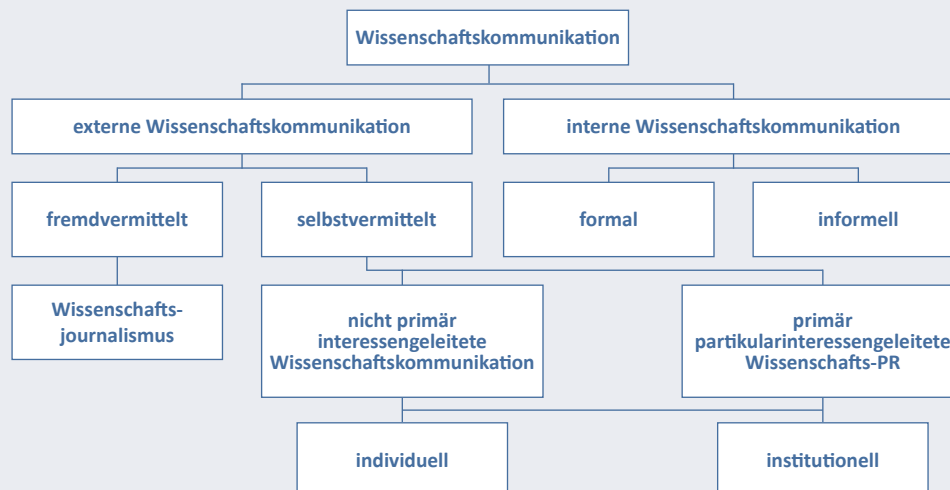 Wissenschaftskommunikation
externe Wissenschaftskommunikation
interne Wissenschaftskommunikation
fremdvermittelt
selbstvermittelt
formal
informell
Wissenschafts-
journalismus
nicht primär
interessengeleitete
Wissenschaftskommunikation
primär
partikularinteressengeleitete
Wissenschafts-PR
individuell
institutionell